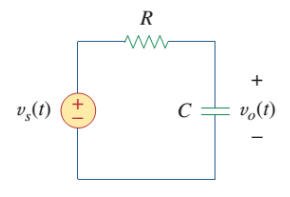 R
+
v_s(t) + − C v_o(t)
−